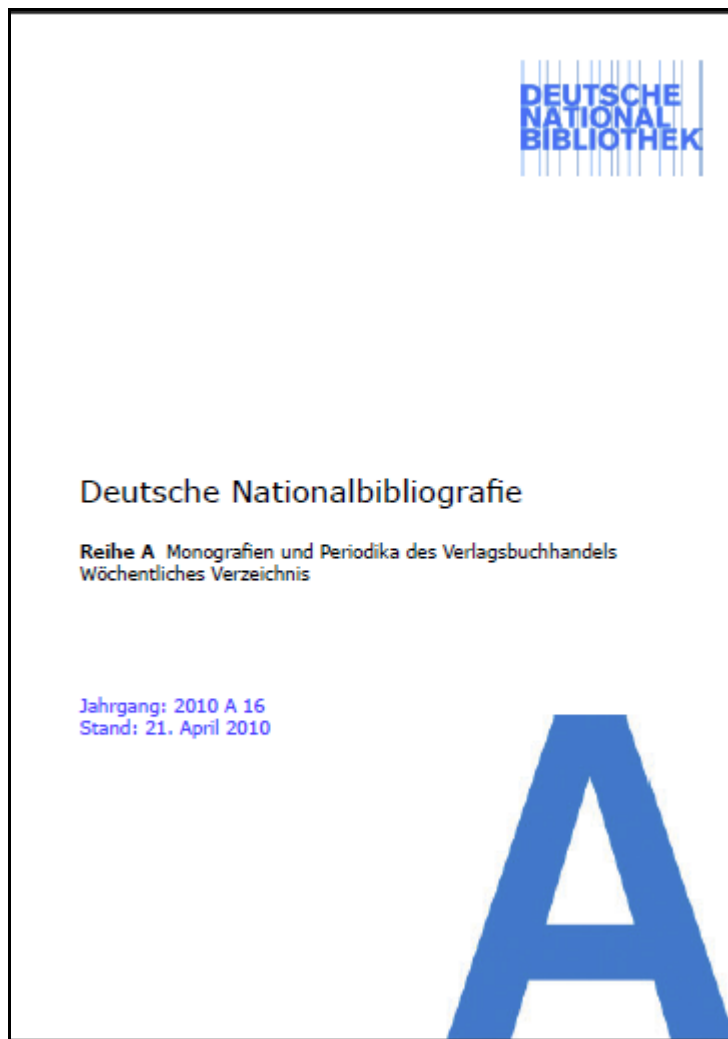 DEUTSCHE
NATIONAL
BIBLIOTHEK
Deutsche Nationalbibliografie
Reihe A Monografien und Periodika des Verlagsbuchhandels
Wöchentliches Verzeichnis
Jahrgang: 2010 A 16
Stand: 21. April 2010
A